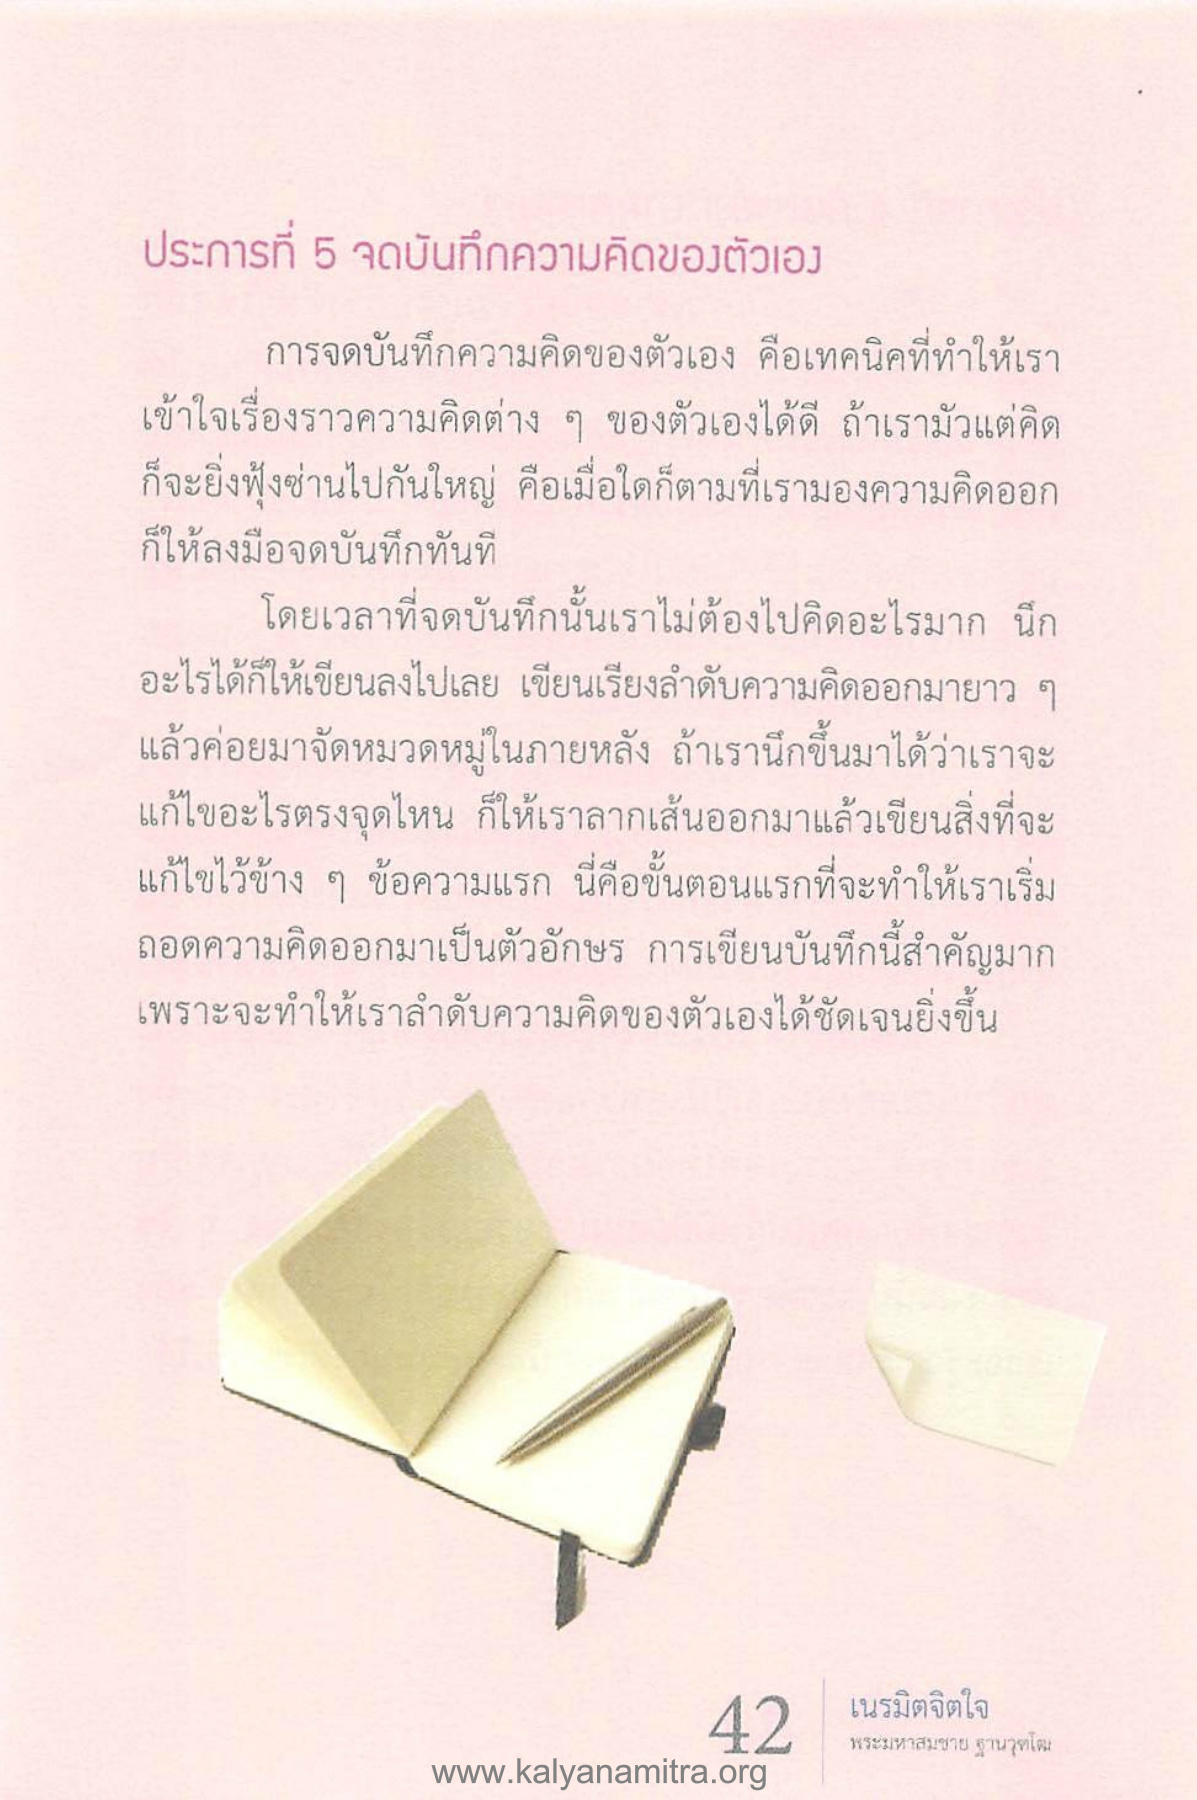 ประการที่ 5 จดบันทึกความคิดของตัวเอง
การจดบันทึกความคิดของตัวเอง คือเทคนิคที่ทำให้เรา
เข้าใจเรื่องราวความคิดต่าง ๆ ของตัวเองได้ดี ถ้าเรามัวแต่คิด
ก็จะยิ่งฟุ้งซ่านไปกันใหญ่ คือเมื่อใดก็ตามที่เรามองความคิดออก
ก็ให้ลงมือจดบันทึกทันที
โดยเวลาที่จดบันทึกนั้นเราไม่ต้องไปคิดอะไรมาก นึก
อะไรได้ก็ให้เขียนลงไปเลย เขียนเรียงลำดับความคิดออกมายาว ๆ
แล้วค่อยมาจัดหมวดหมู่ในภายหลัง ถ้าเรานึกขึ้นมาได้ว่าเราจะ
แก้ไขอะไรตรงจุดไหน ก็ให้เราลากเส้นออกมาแล้วเขียนสิ่งที่จะ
แก้ไขไว้ข้าง ๆ ข้อความแรก นี่คือขั้นตอนแรกที่จะทำให้เราเริ่ม
ถอดความคิดออกมาเป็นตัวอักษร การเขียนบันทึกนี้สำคัญมาก
เพราะจะทำให้เราลำดับความคิดของตัวเองได้ชัดเจนยิ่งขึ้น
42
เนรมิตจิตใจ
พระมหาสมชาย ฐานวุฑโฒ
www.kalyanamitra.org